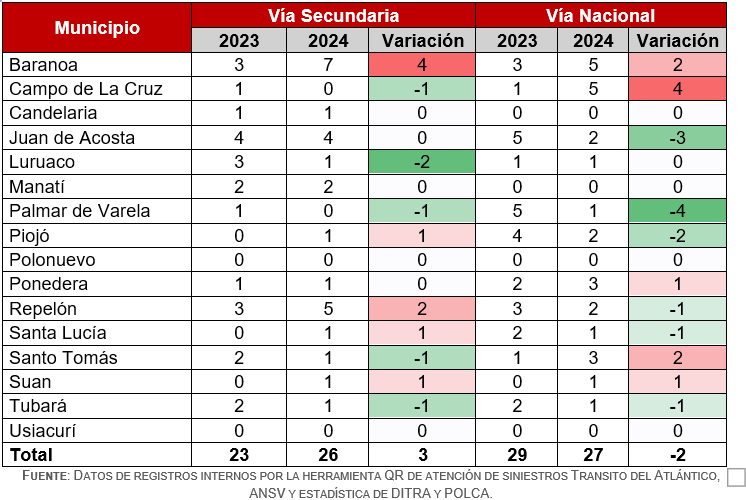 Municipio Vía Secundaria Vía Nacional
2023 2024 Variación 2023 2024 Variación
Baranoa 3 7 4 3 5 2
Campo de La Cruz 1 0 -1 1 5 4
Candelaria 1 1 0 0 0 0
Juan de Acosta 4 4 0 5 2 -3
Luruaco 3 1 -2 1 1 0
Manatí 2 2 0 0 0 0
Palmar de Varela 1 0 -1 5 1 -4
Piojó 0 1 1 4 2 -2
Polonuevo 0 0 0 0 0 0
Ponedera 1 1 0 2 3 1
Repelón 3 5 2 3 2 -1
Santa Lucía 0 1 1 2 1 -1
Santo Tomás 2 1 -1 1 3 2
Suan 0 1 1 0 1 1
Tubará 2 1 -1 2 1 -1
Usiacurí 0 0 0 0 0 0
Total 23 26 3 29 27 -2
FUENTE: DATOS DE REGISTROS INTERNOS POR LA HERRAMIENTA QR DE ATENCIÓN DE SINIESTROS TRANSITO DEL ATLÁNTICO,
ANSV Y ESTADÍSTICA DE DITRA Y POLCA.